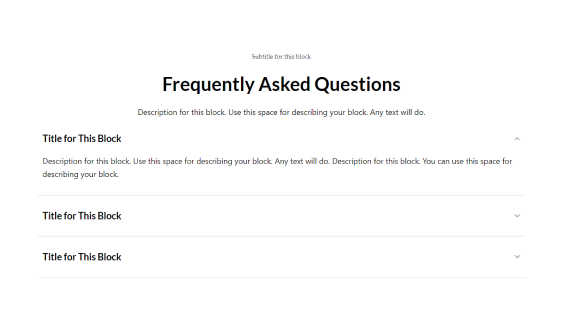 Subtitle for this block
Frequently Asked Questions
Description for this block. Use this space for describing your block. Any text will do.
Title for This Block
Description for this block. Use this space for describing your block. Any text will do. Description for this block. You can use this space for
describing your block.
Title for This Block
Title for This Block